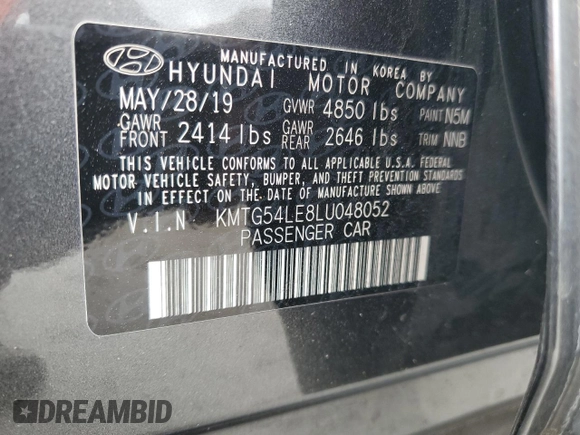 MANUFACTURED IN KOREA BY
HYUNDAI MOTOR COMPANY
MAY/28/19 GVWR 4850 lbs PAINT N5M
GAWR FRONT 2414 lbs GAWR REAR 2646 lbs TRIM NNB
THIS VEHICLE CONFORMS TO ALL APPLICABLE U.S.A. FEDERAL
MOTOR VEHICLE SAFETY, BUMPER, AND THEFT PREVENTION STANDARDS
IN EFFECT ON THE DATE OF MANUFACTURE SHOWN ABOVE.
V.I.N KMTG54LE8LU048052
PASSENGER CAR
DREAMBID